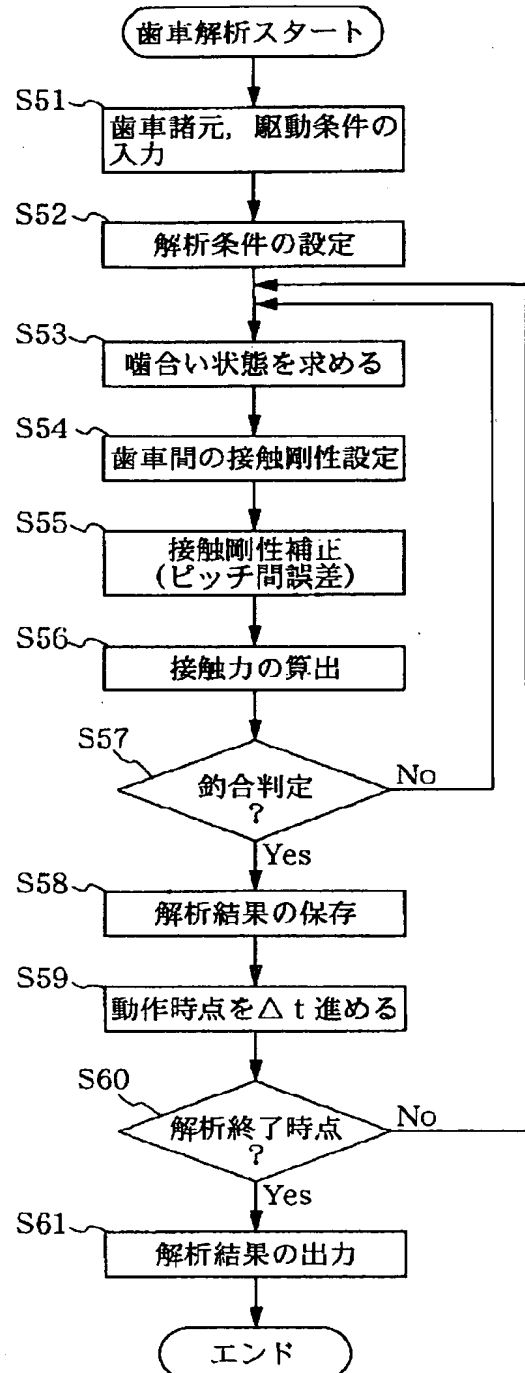 歯車解析スタート
S51
歯車諸元,駆動条件の
入力
S52
解析条件の設定
S53
噛合い状態を求める
S54
歯車間の接触剛性設定
S55
接触剛性補正
(ピッチ間誤差)
S56
接触力の算出
S57
釣合判定
?
No
Yes
S58
解析結果の保存
S59
動作時点を△t進める
S60
解析終了時点
?
No
Yes
S61
解析結果の出力
エンド